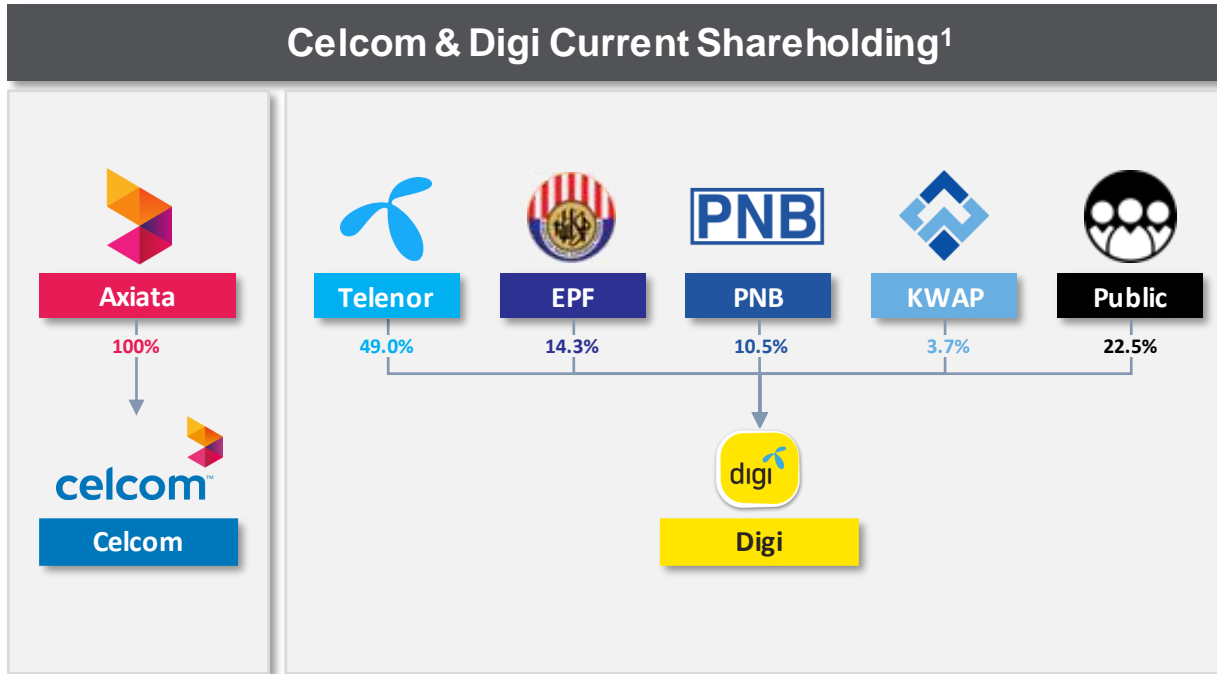 Celcom & Digi Current Shareholding¹
PNB
Axiata
Telenor
EPF
PNB
KWAP
Public
100%
49.0%
14.3%
10.5%
3.7%
22.5%
celcom™
digi
Celcom
Digi